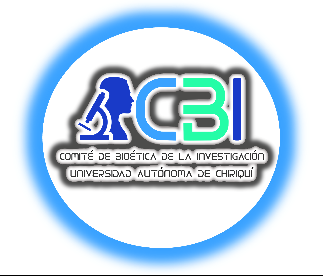 CBI
COMITÉ DE BIOÉTICA DE LA INVESTIGACIÓN
UNIVERSIDAD AUTÓNOMA DE CHIRIQUÍ